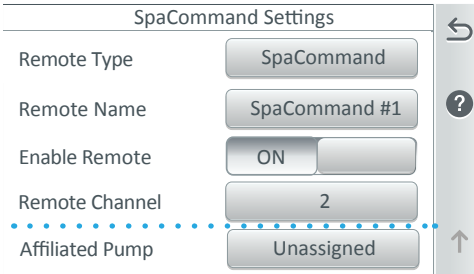 SpaCommand Settings
Remote Type SpaCommand
Remote Name SpaCommand #1
Enable Remote ON
Remote Channel 2
Affiliated Pump Unassigned
?